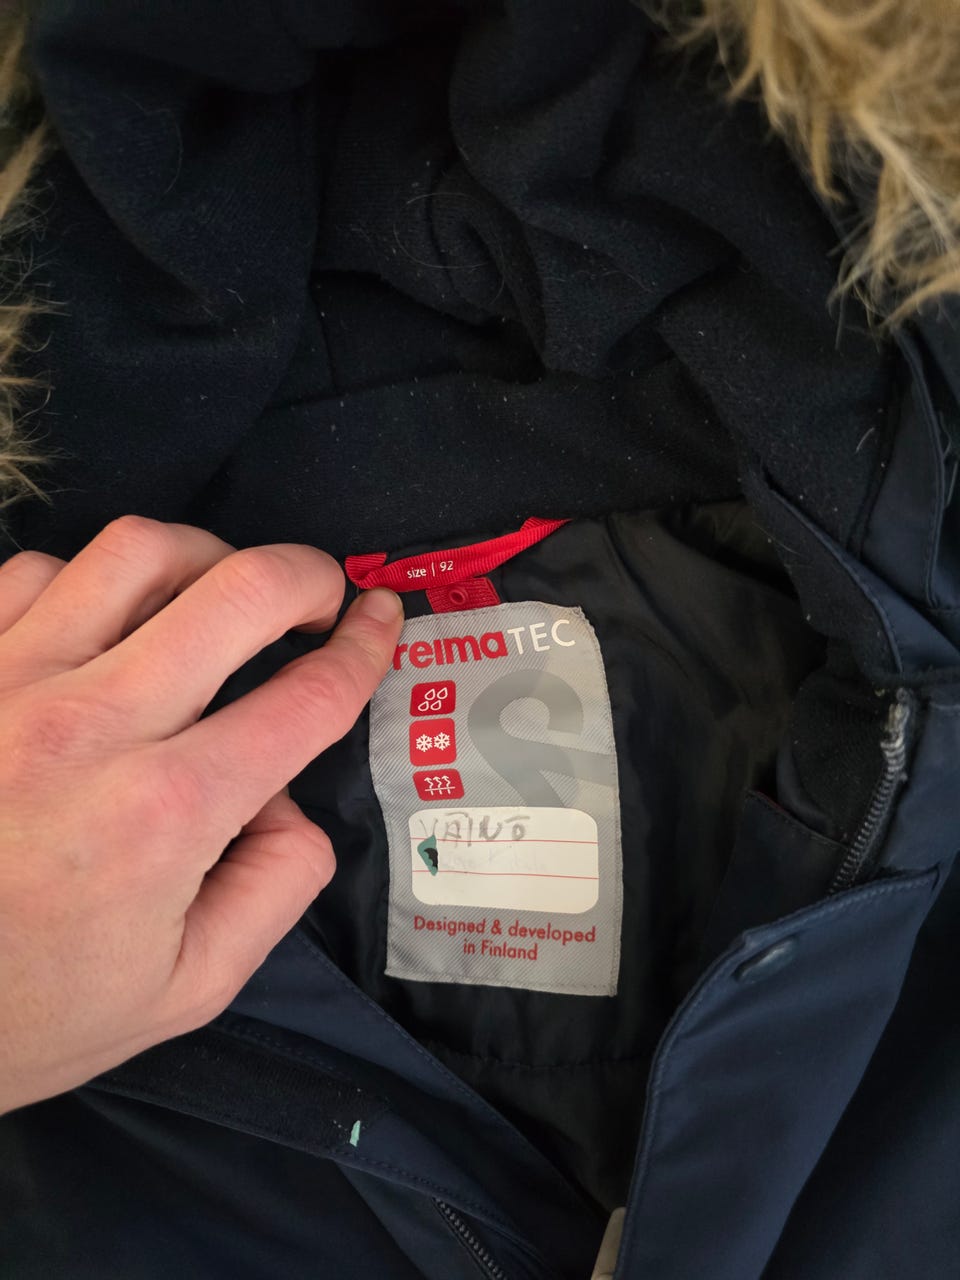 size | 92
reimaTEC
VÄINÖ
Designed & developed
in Finland